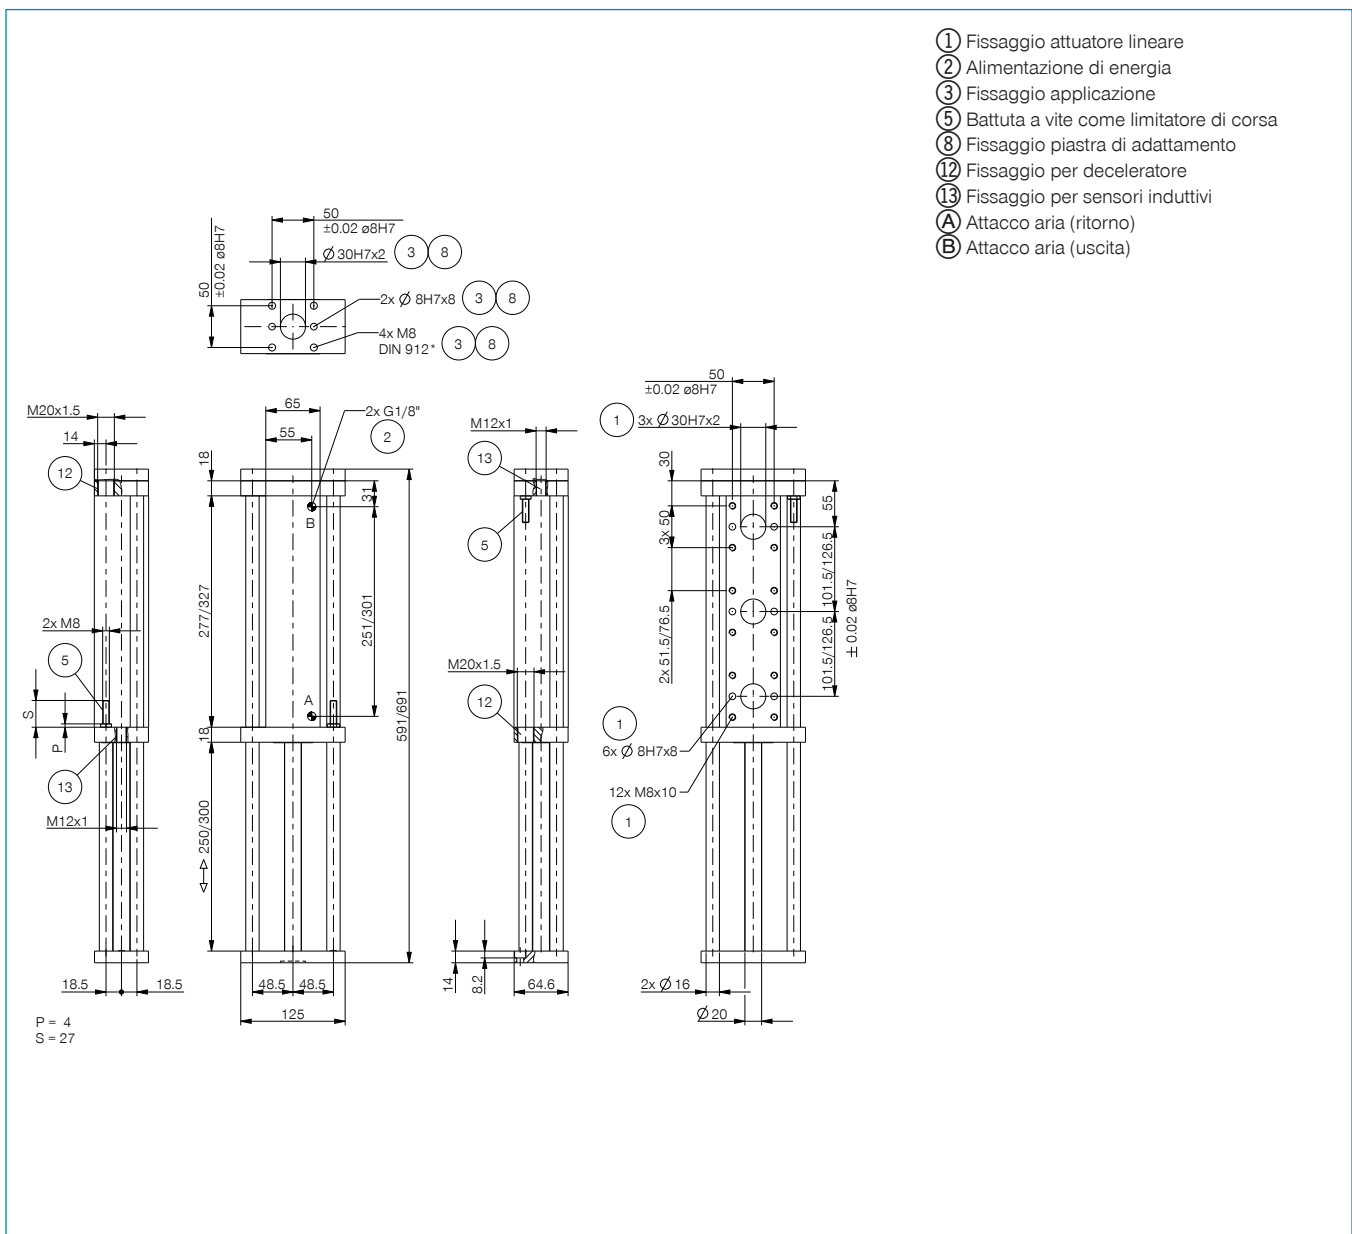 ① Fissaggio attuatore lineare
② Alimentazione di energia
③ Fissaggio applicazione
⑤ Battuta a vite come limitatore di corsa
⑧ Fissaggio piastra di adattamento
⑫ Fissaggio per deceleratore
⑬ Fissaggio per sensori induttivi
Ⓐ Attacco aria (ritorno)
Ⓑ Attacco aria (uscita)
50
±0.02 ø8H7
Ø 30H7x2
3 8
50
±0.02 ø8H7
2x Ø 8H7x8
3 8
4x M8
DIN 912*
3 8
M20x1.5
14
12
2x M8
5
S
P
13
M12x1
18.5
18.5
P = 4
S = 27
65
55
2x G1/8"
2
18
31
B
277/327
251/301
A
591/691
18
250/300
48.5
48.5
125
M12x1
13
5
M20x1.5
12
14
8.2
64.6
50
±0.02 ø8H7
1
3x Ø 30H7x2
30
55
3x 50
101.5/126.5
2x 51.5/76.5
101.5/126.5
± 0.02 ø8H7
1
6x Ø 8H7x8
12x M8x10
1
2x Ø 16
Ø 20